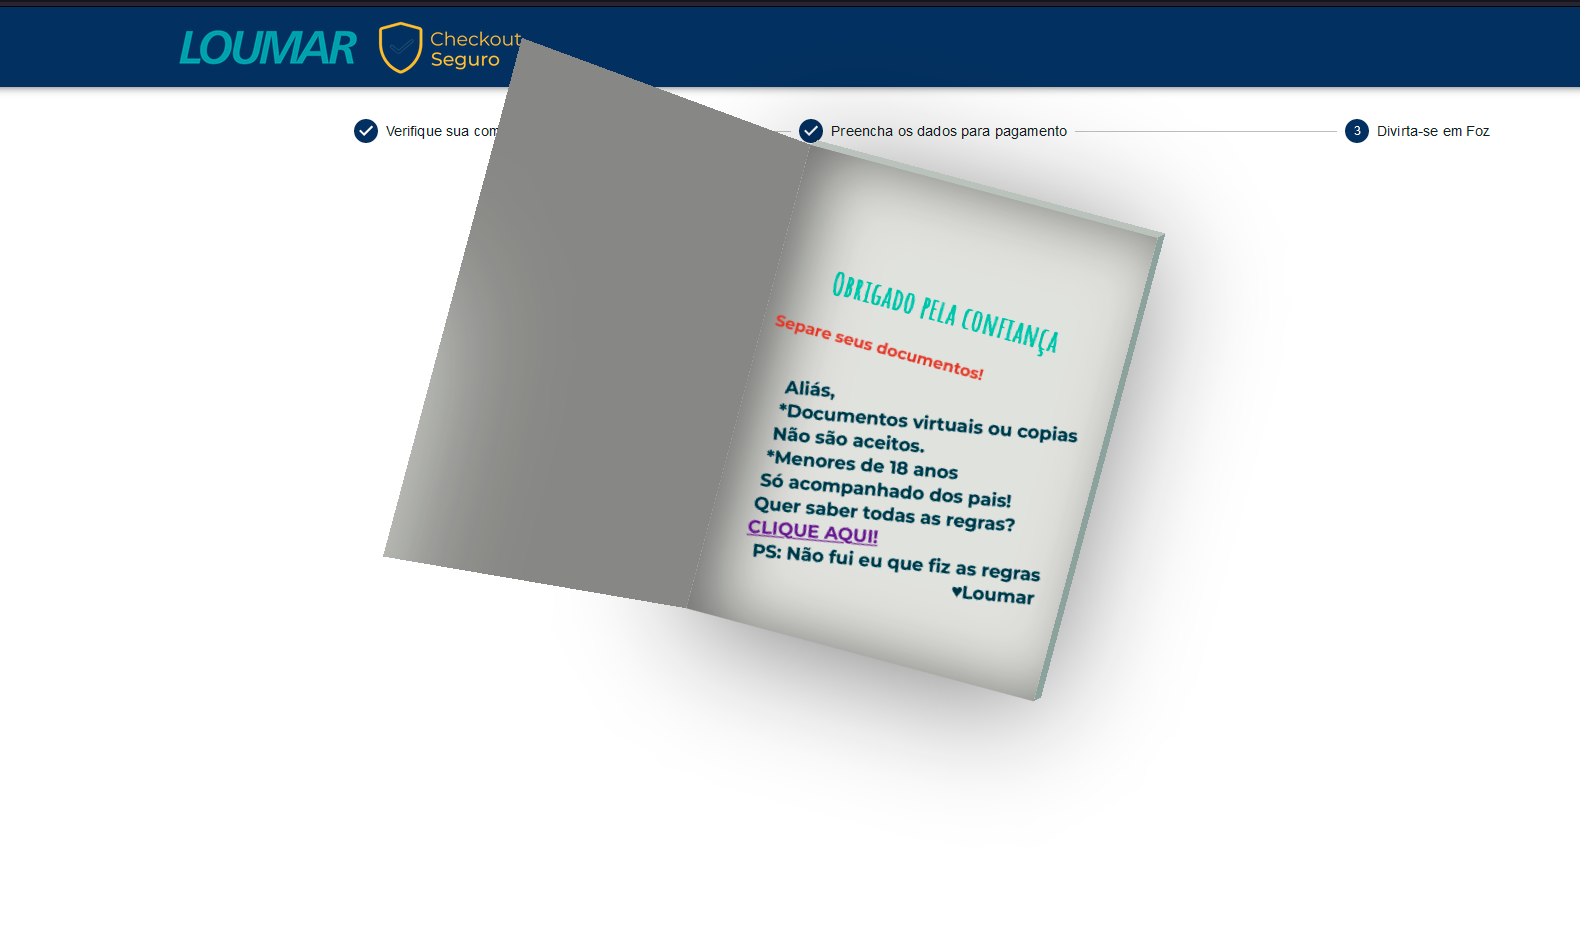 LOUMAR
Checkout
Seguro
Verifique sua
Preencha os dados para pagamento
3
Divirta-se em Foz
Obrigado pela confiança
Separe seus documentos!
Aliás,
*Documentos virtuais ou copias
Não são aceitos.
*Menores de 18 anos
Só acompanhado dos pais!
Quer saber todas as regras?
CLIQUE AQUI!
PS: Não fui eu que fiz as regras
♥Loumar